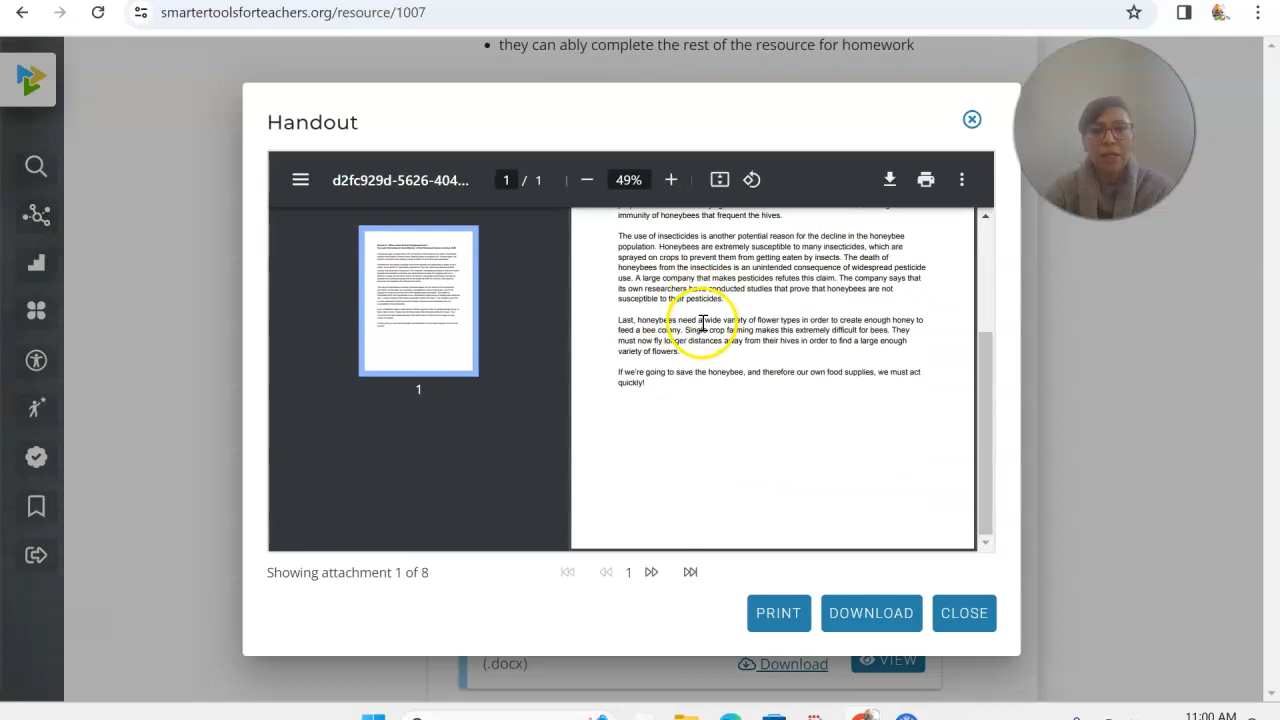 smartertoolsforteachers.org/resource/1007
they can ably complete the rest of the resource for homework
Handout
d2fc929d-5626-404...
1 / 1
49%
immunity of honeybees that frequent the hives.
The use of insecticides is another potential reason for the decline in the honeybee
population. Honeybees are extremely susceptible to many insecticides, which are
sprayed on crops to prevent them from getting eaten by insects. The death of
honeybees from the insecticides is an unintended consequence of widespread pesticide
use. A large company that makes pesticides refutes this claim. The company says that
its own researchers have conducted studies that prove that honeybees are not
susceptible to their pesticides.
Last, honeybees need a wide variety of flower types in order to create enough honey to
feed a bee colony. Single crop farming makes this extremely difficult for bees. They
must now fly longer distances away from their hives in order to find a large enough
variety of flowers.
If we're going to save the honeybee, and therefore our own food supplies, we must act
quickly!
1
Showing attachment 1 of 8
1
PRINT
DOWNLOAD
CLOSE
(.docx)
Download
VIEW
11:00 AM